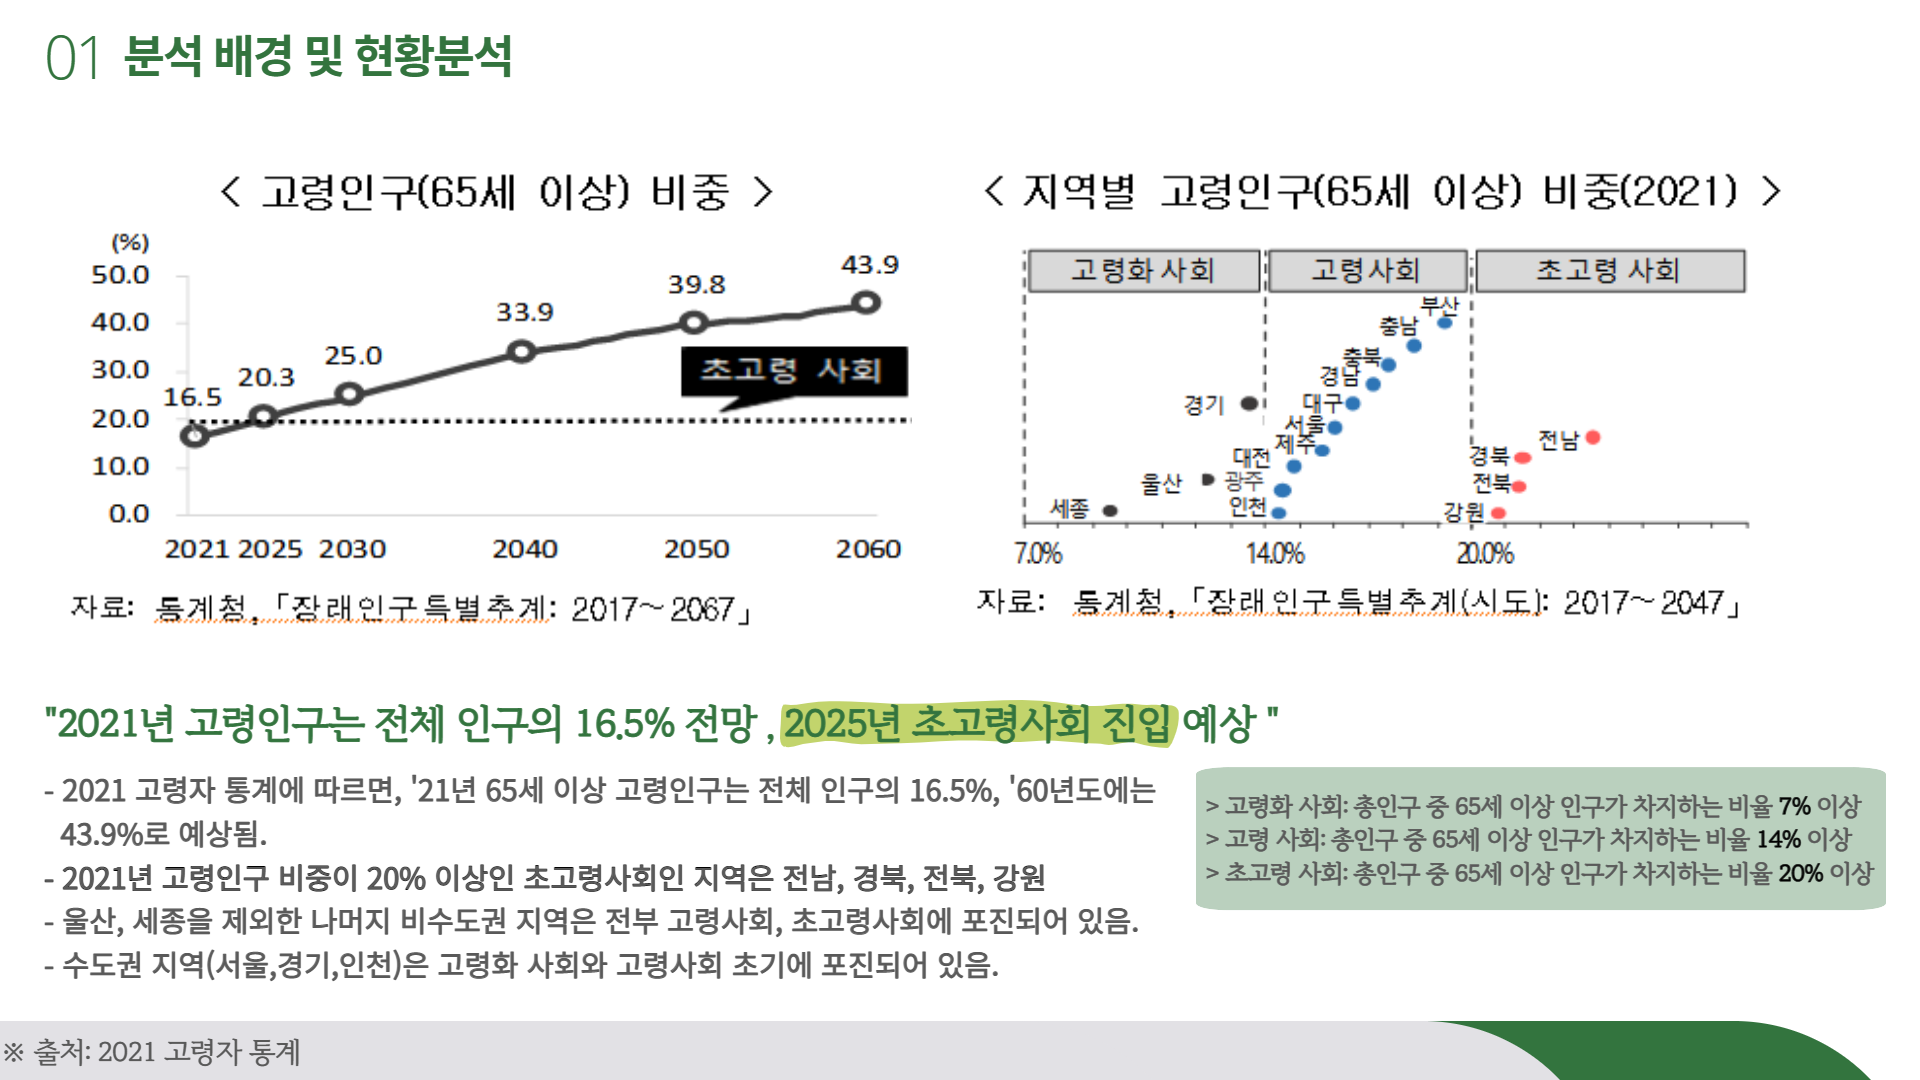 01 분석 배경 및 현황분석
< 고령인구(65세 이상) 비중 >
(%)
50.0
40.0
30.0
20.0
10.0
0.0
16.5
20.3
25.0
33.9
39.8
43.9
초고령 사회
2021 2025 2030 2040 2050 2060
자료: 통계청, 「장래인구특별추계: 2017~2067」
< 지역별 고령인구(65세 이상) 비중(2021) >
고령화 사회 고령사회 초고령 사회
부산
충남
충북
경남
경기 대구
서울
제주
전남
대전
경북
울산 광주
전북
세종 인천 강원
7.0% 14.0% 20.0%
자료: 통계청, 「장래인구특별추계(시도): 2017~2047」
"2021년 고령인구는 전체 인구의 16.5% 전망 , 2025년 초고령사회 진입 예상 "
- 2021 고령자 통계에 따르면, '21년 65세 이상 고령인구는 전체 인구의 16.5%, '60년도에는
43.9%로 예상됨.
- 2021년 고령인구 비중이 20% 이상인 초고령사회인 지역은 전남, 경북, 전북, 강원
- 울산, 세종을 제외한 나머지 비수도권 지역은 전부 고령사회, 초고령사회에 포진되어 있음.
- 수도권 지역(서울,경기,인천)은 고령화 사회와 고령사회 초기에 포진되어 있음.
> 고령화 사회: 총인구 중 65세 이상 인구가 차지하는 비율 7% 이상
> 고령 사회: 총인구 중 65세 이상 인구가 차지하는 비율 14% 이상
> 초고령 사회: 총인구 중 65세 이상 인구가 차지하는 비율 20% 이상
※ 출처: 2021 고령자 통계